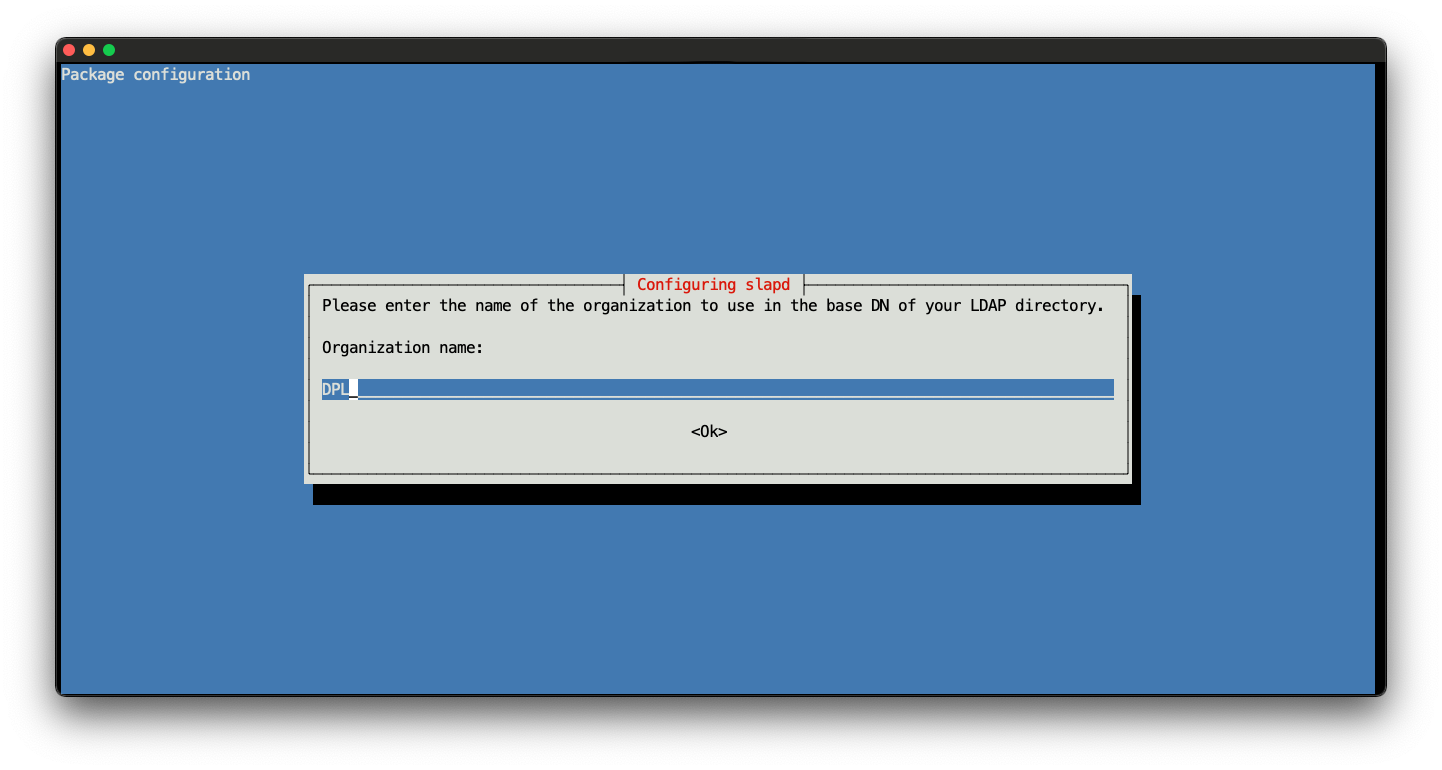 Package configuration
Configuring slapd
Please enter the name of the organization to use in the base DN of your LDAP directory.
Organization name:
DPL
<Ok>